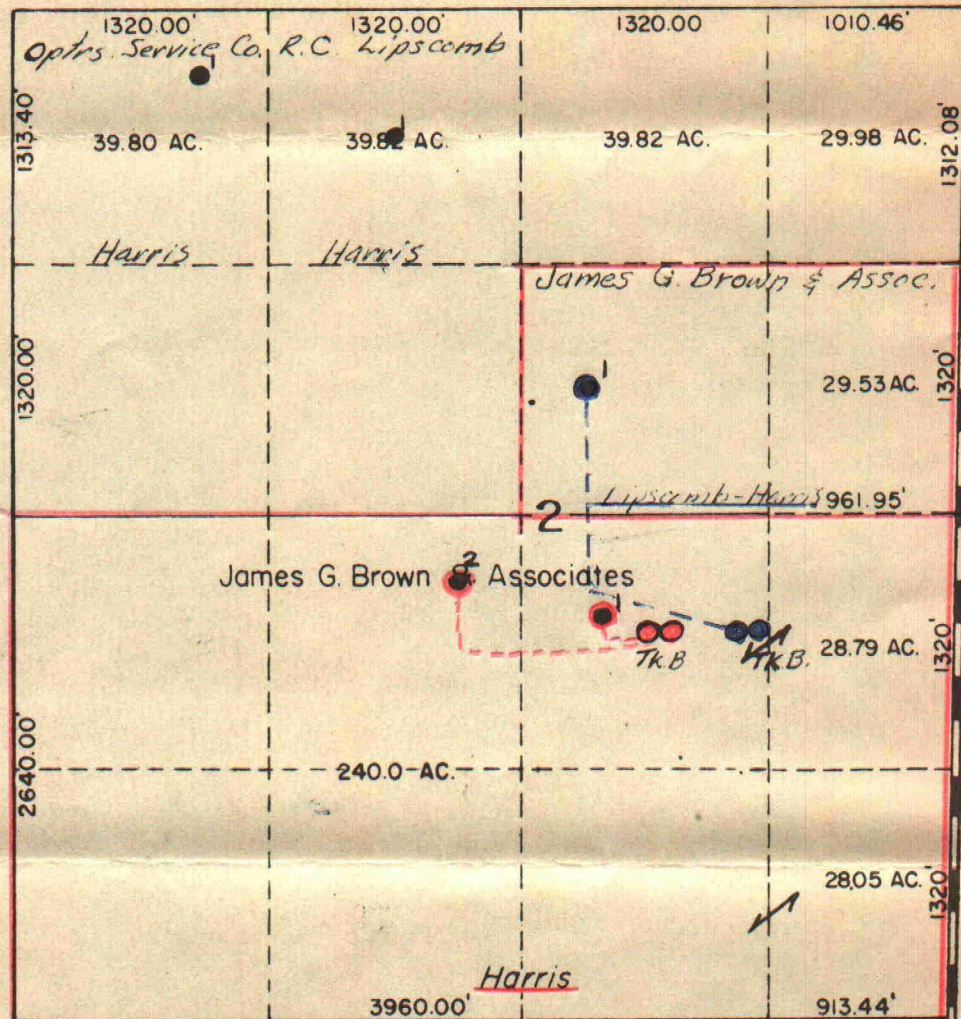 1320.00' 1320.00' 1320.00 1010.46'
Optrs. Service Co. R.C. Lipscomb
1 1
1313.40' 39.80 AC. 39.82 AC. 39.82 AC. 29.98 AC. 1312.08'
Harris Harris
James G. Brown & Assoc.
1
1320.00' 29.53 AC. 1320'
Lipscomb-Harris 961.95'
2
2
James G. Brown & Associates
1
Tk B Tk B. 28.79 AC. 1320'
2640.00' 240.0 AC.
28.05 AC. 1320'
Harris
3960.00' 913.44'